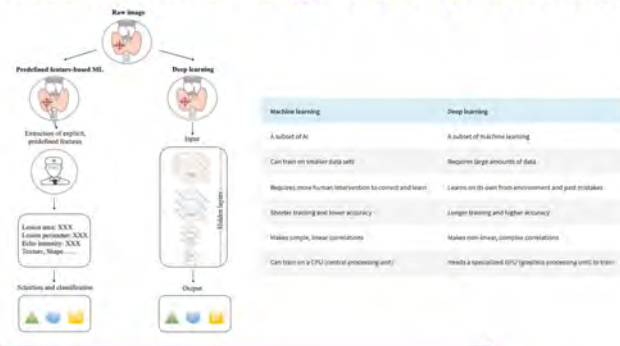 Raw image
Predefined feature-based ML
Deep learning
Extraction of explicit,
predefined features
Input
Hidden layers
Lesion area: XXX
Lesion perimeter: XXX
Echo intensity: XXX
Texture, Shape......
Selection and classification
Output
Machine learning
Deep learning
A subset of AI
A subset of machine learning
Can train on smaller data sets
Requires large amounts of data
Requires more human intervention to correct and learn
Learns on its own from environment and past mistakes
Shorter training and lower accuracy
Longer training and higher accuracy
Makes simple, linear correlations
Makes non-linear, complex correlations
Can train on a CPU (central processing unit)
Needs a specialized GPU (graphics processing unit) to train